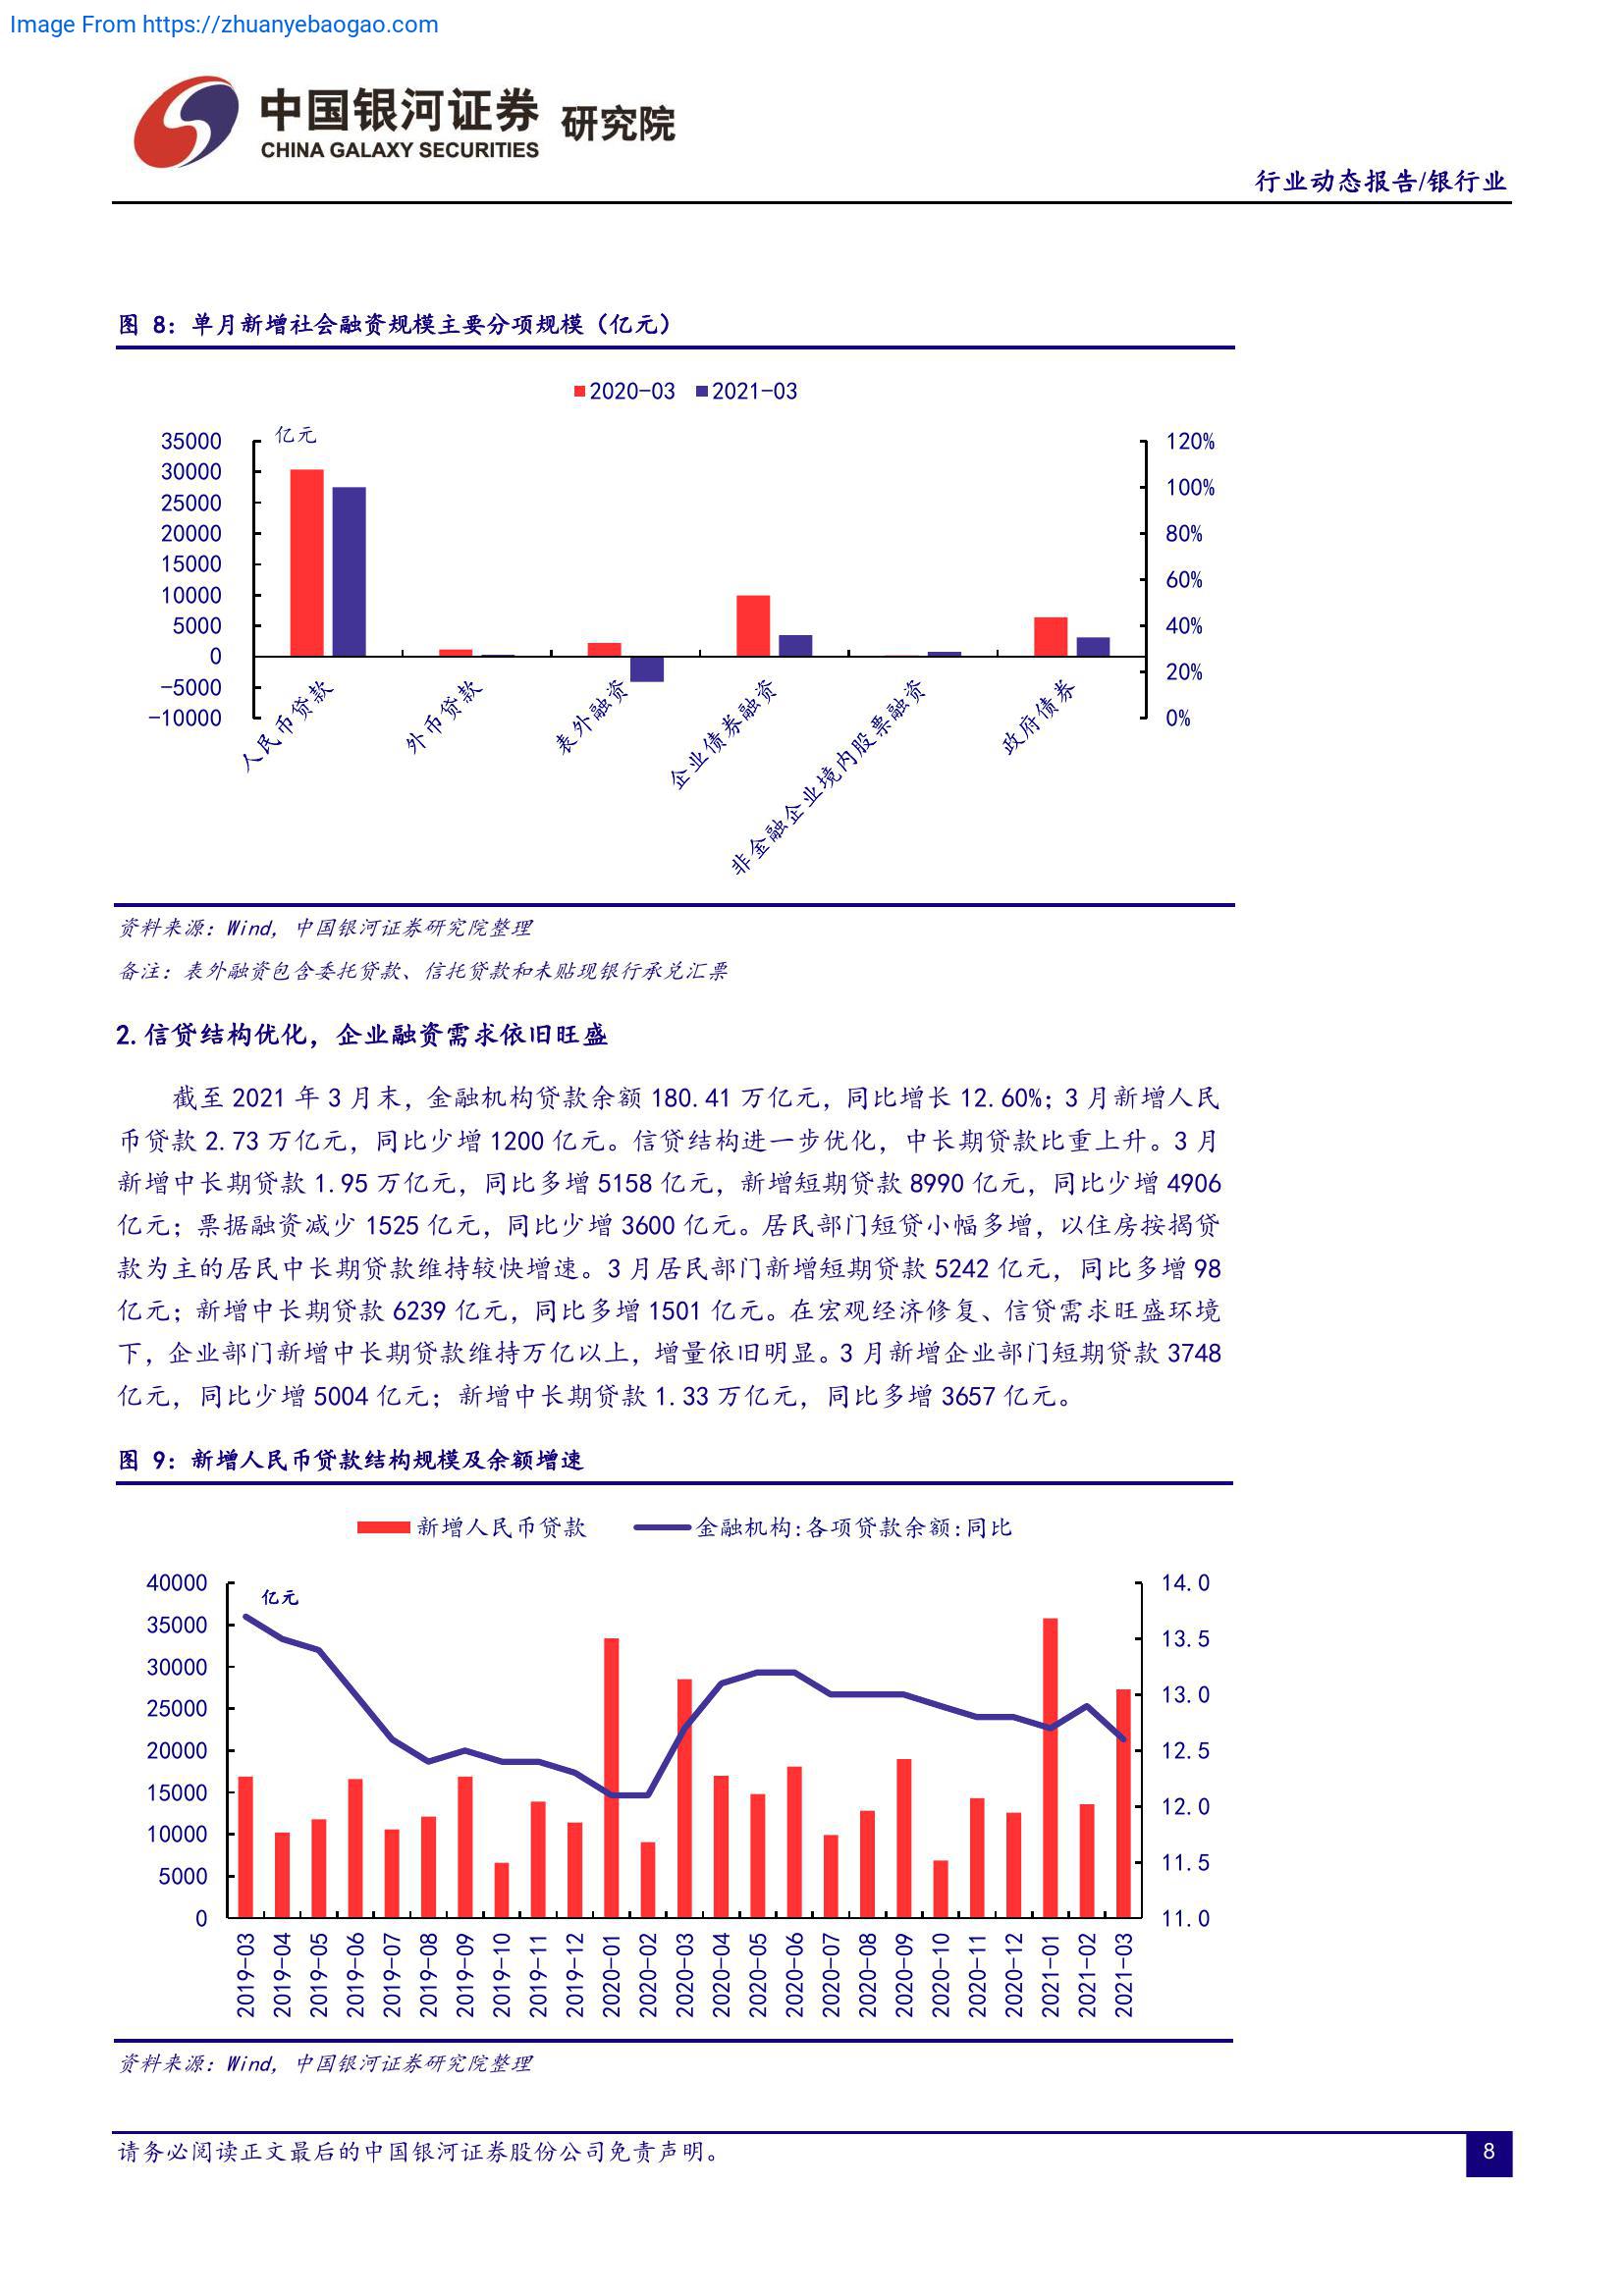 Image From https://zhuanyebaogao.com
中国银河证券 研究院
CHINA GALAXY SECURITIES
行业动态报告/银行业
图 8：单月新增社会融资规模主要分项规模（亿元）
2020-03 2021-03
亿元
35000
30000
25000
20000
15000
10000
5000
0
-5000
-10000
120%
100%
80%
60%
40%
20%
0%
人民币贷款
外币贷款
表外融资
企业债券融资
非金融企业境内股票融资
政府债券
资料来源：Wind，中国银河证券研究院整理
备注：表外融资包含委托贷款、信托贷款和未贴现银行承兑汇票
2.信贷结构优化，企业融资需求依旧旺盛
截至 2021 年 3 月末，金融机构贷款余额 180.41 万亿元，同比增长 12.60%；3 月新增人民
币贷款 2.73 万亿元，同比少增 1200 亿元。信贷结构进一步优化，中长期贷款比重上升。3 月
新增中长期贷款 1.95 万亿元，同比多增 5158 亿元，新增短期贷款 8990 亿元，同比少增 4906
亿元；票据融资减少 1525 亿元，同比少增 3600 亿元。居民部门短贷小幅多增，以住房按揭贷
款为主的居民中长期贷款维持较快增速。3 月居民部门新增短期贷款 5242 亿元，同比多增 98
亿元；新增中长期贷款 6239 亿元，同比多增 1501 亿元。在宏观经济修复、信贷需求旺盛环境
下，企业部门新增中长期贷款维持万亿以上，增量依旧明显。3 月新增企业部门短期贷款 3748
亿元，同比少增 5004 亿元；新增中长期贷款 1.33 万亿元，同比多增 3657 亿元。
图 9：新增人民币贷款结构规模及余额增速
新增人民币贷款 金融机构:各项贷款余额:同比
亿元
40000
35000
30000
25000
20000
15000
10000
5000
0
14.0
13.5
13.0
12.5
12.0
11.5
11.0
2019-03
2019-04
2019-05
2019-06
2019-07
2019-08
2019-09
2019-10
2019-11
2019-12
2020-01
2020-02
2020-03
2020-04
2020-05
2020-06
2020-07
2020-08
2020-09
2020-10
2020-11
2020-12
2021-01
2021-02
2021-03
资料来源：Wind，中国银河证券研究院整理
请务必阅读正文最后的中国银河证券股份公司免责声明。
8